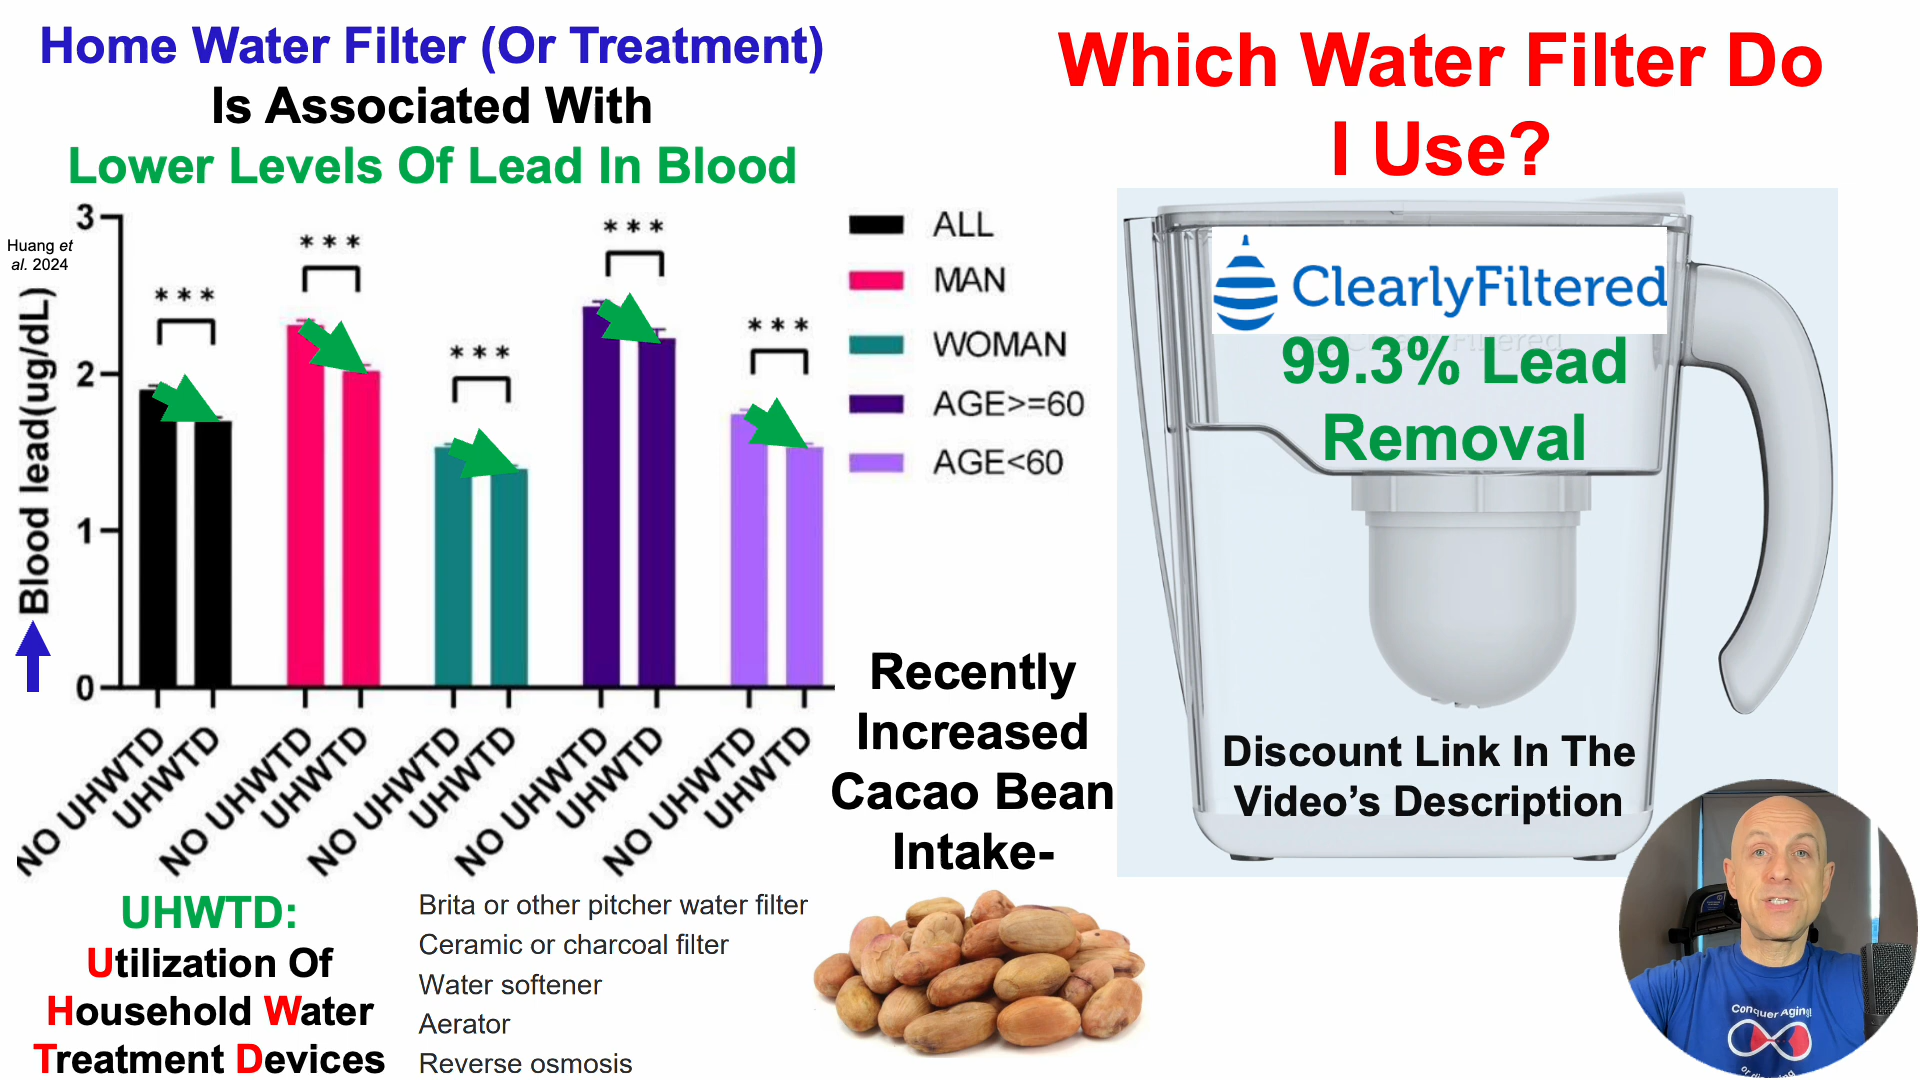 Home Water Filter (Or Treatment)
Is Associated With
Lower Levels Of Lead In Blood
Huang et
al. 2024
Blood lead(ug/dL)
3
2
1
0
***
***
***
***
***
NO UHWTD
UHWTD
NO UHWTD
UHWTD
NO UHWTD
UHWTD
NO UHWTD
UHWTD
NO UHWTD
UHWTD
ALL
MAN
WOMAN
AGE>=60
AGE<60
UHWTD:
Utilization Of
Household Water
Treatment Devices
Brita or other pitcher water filter
Ceramic or charcoal filter
Water softener
Aerator
Reverse osmosis
Recently
Increased
Cacao Bean
Intake-
Which Water Filter Do
I Use?
ClearlyFiltered
99.3% Lead
Removal
Discount Link In The
Video’s Description
Conquer Aging!
or